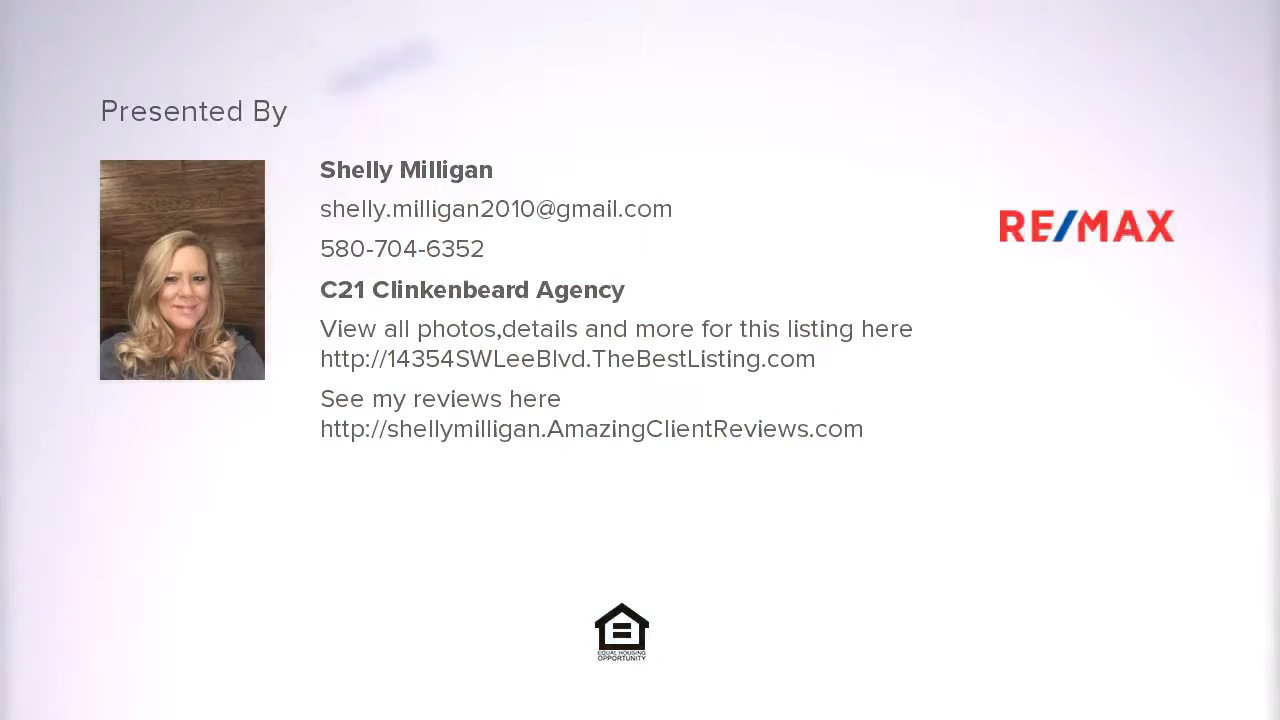 Presented By
Shelly Milligan
shelly.milligan2010@gmail.com
580-704-6352
RE/MAX
C21 Clinkenbeard Agency
View all photos,details and more for this listing here
http://14354SWLeeBlvd.TheBestListing.com
See my reviews here
http://shellymilligan.AmazingClientReviews.com
EQUAL HOUSING
OPPORTUNITY